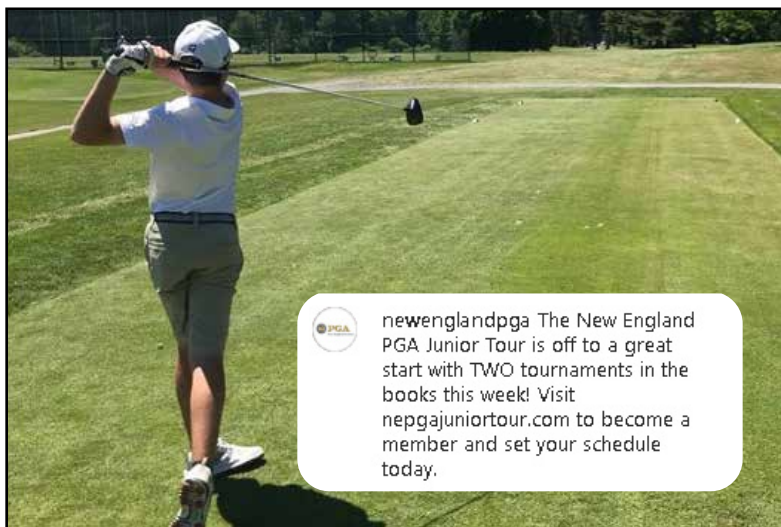 PGA
newenglandpga The New England
PGA Junior Tour is off to a great
start with TWO tournaments in the
books this week! Visit
nepgajuniortour.com to become a
member and set your schedule
today.